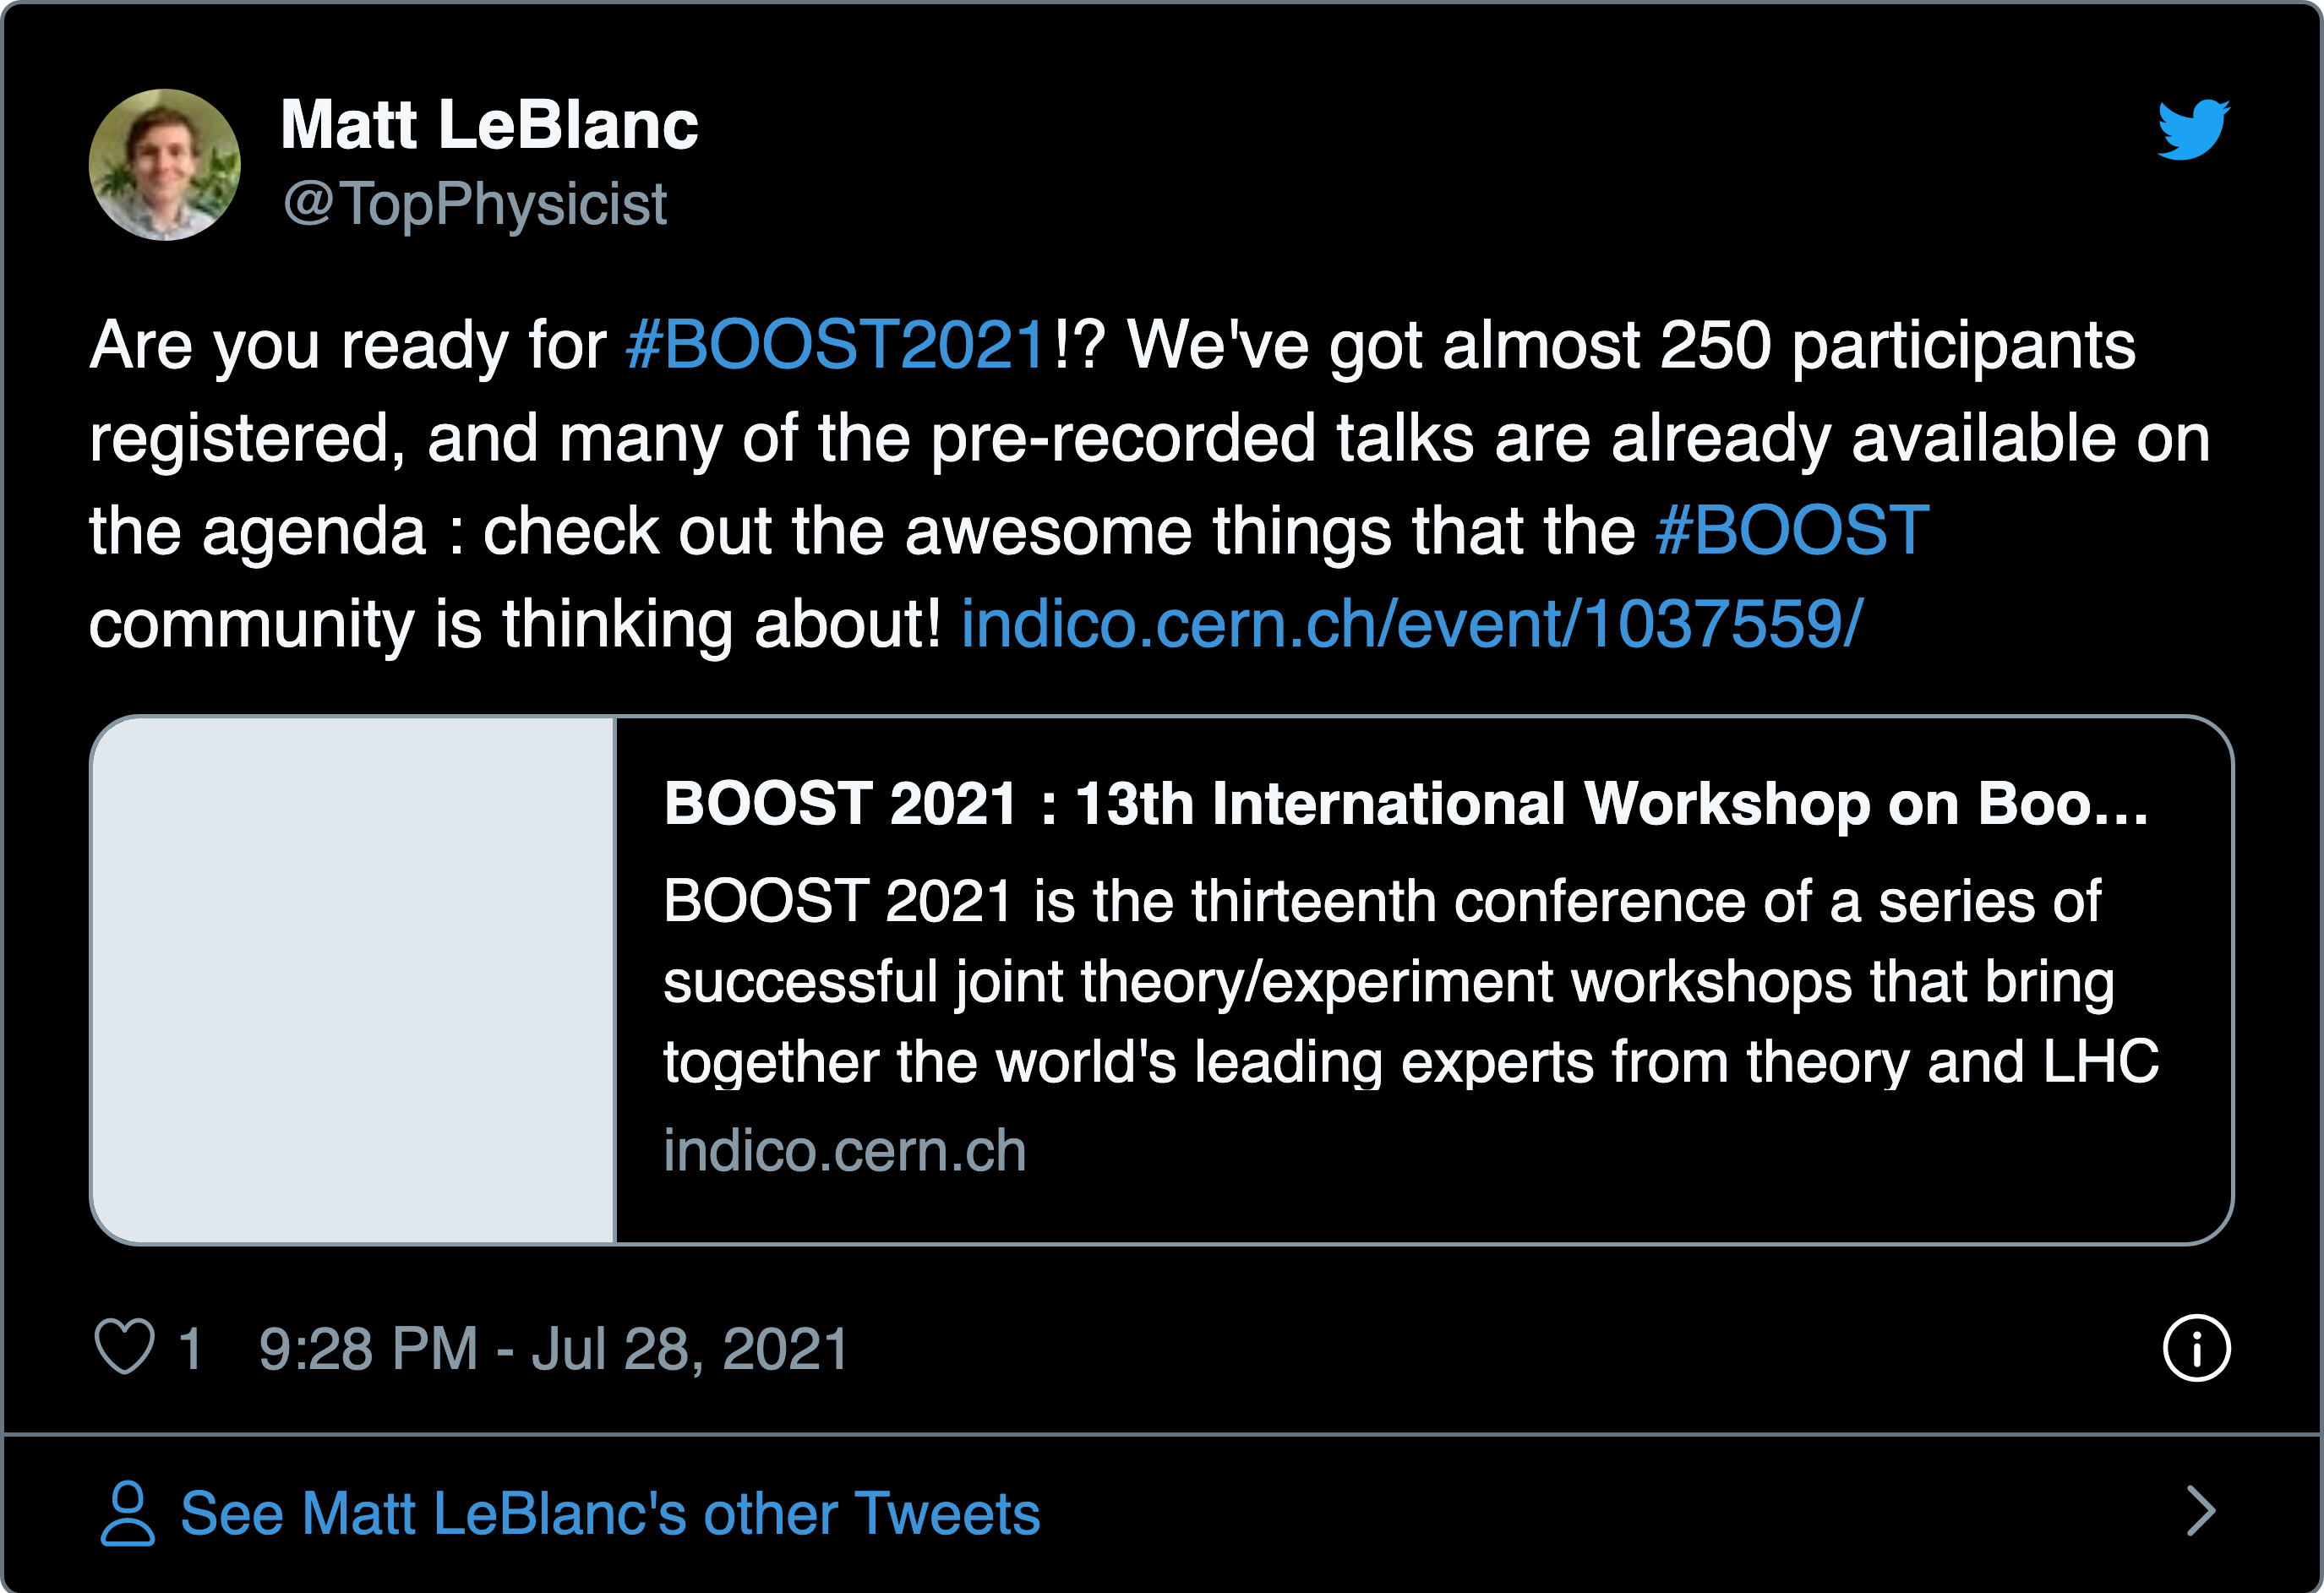 Matt LeBlanc
@TopPhysicist
Are you ready for #BOOST2021!? We've got almost 250 participants
registered, and many of the pre-recorded talks are already available on
the agenda : check out the awesome things that the #BOOST
community is thinking about! indico.cern.ch/event/1037559/
BOOST 2021 : 13th International Workshop on Boo...
BOOST 2021 is the thirteenth conference of a series of
successful joint theory/experiment workshops that bring
together the world's leading experts from theory and LHC
indico.cern.ch
1 9:28 PM - Jul 28, 2021
See Matt LeBlanc's other Tweets